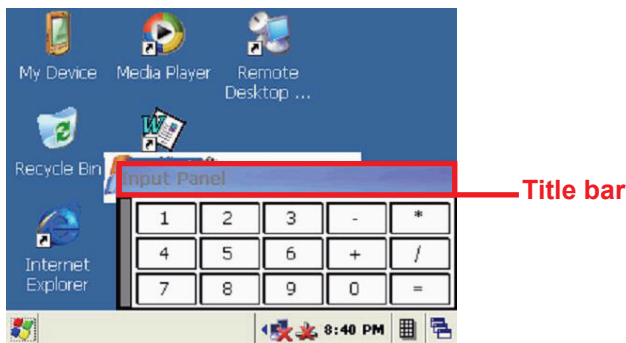 My Device Media Player Remote
Desktop ...
Recycle Bin
Input Panel
Title bar
1 2 3 - *
4 5 6 + /
7 8 9 0 =
Internet
Explorer
8:40 PM